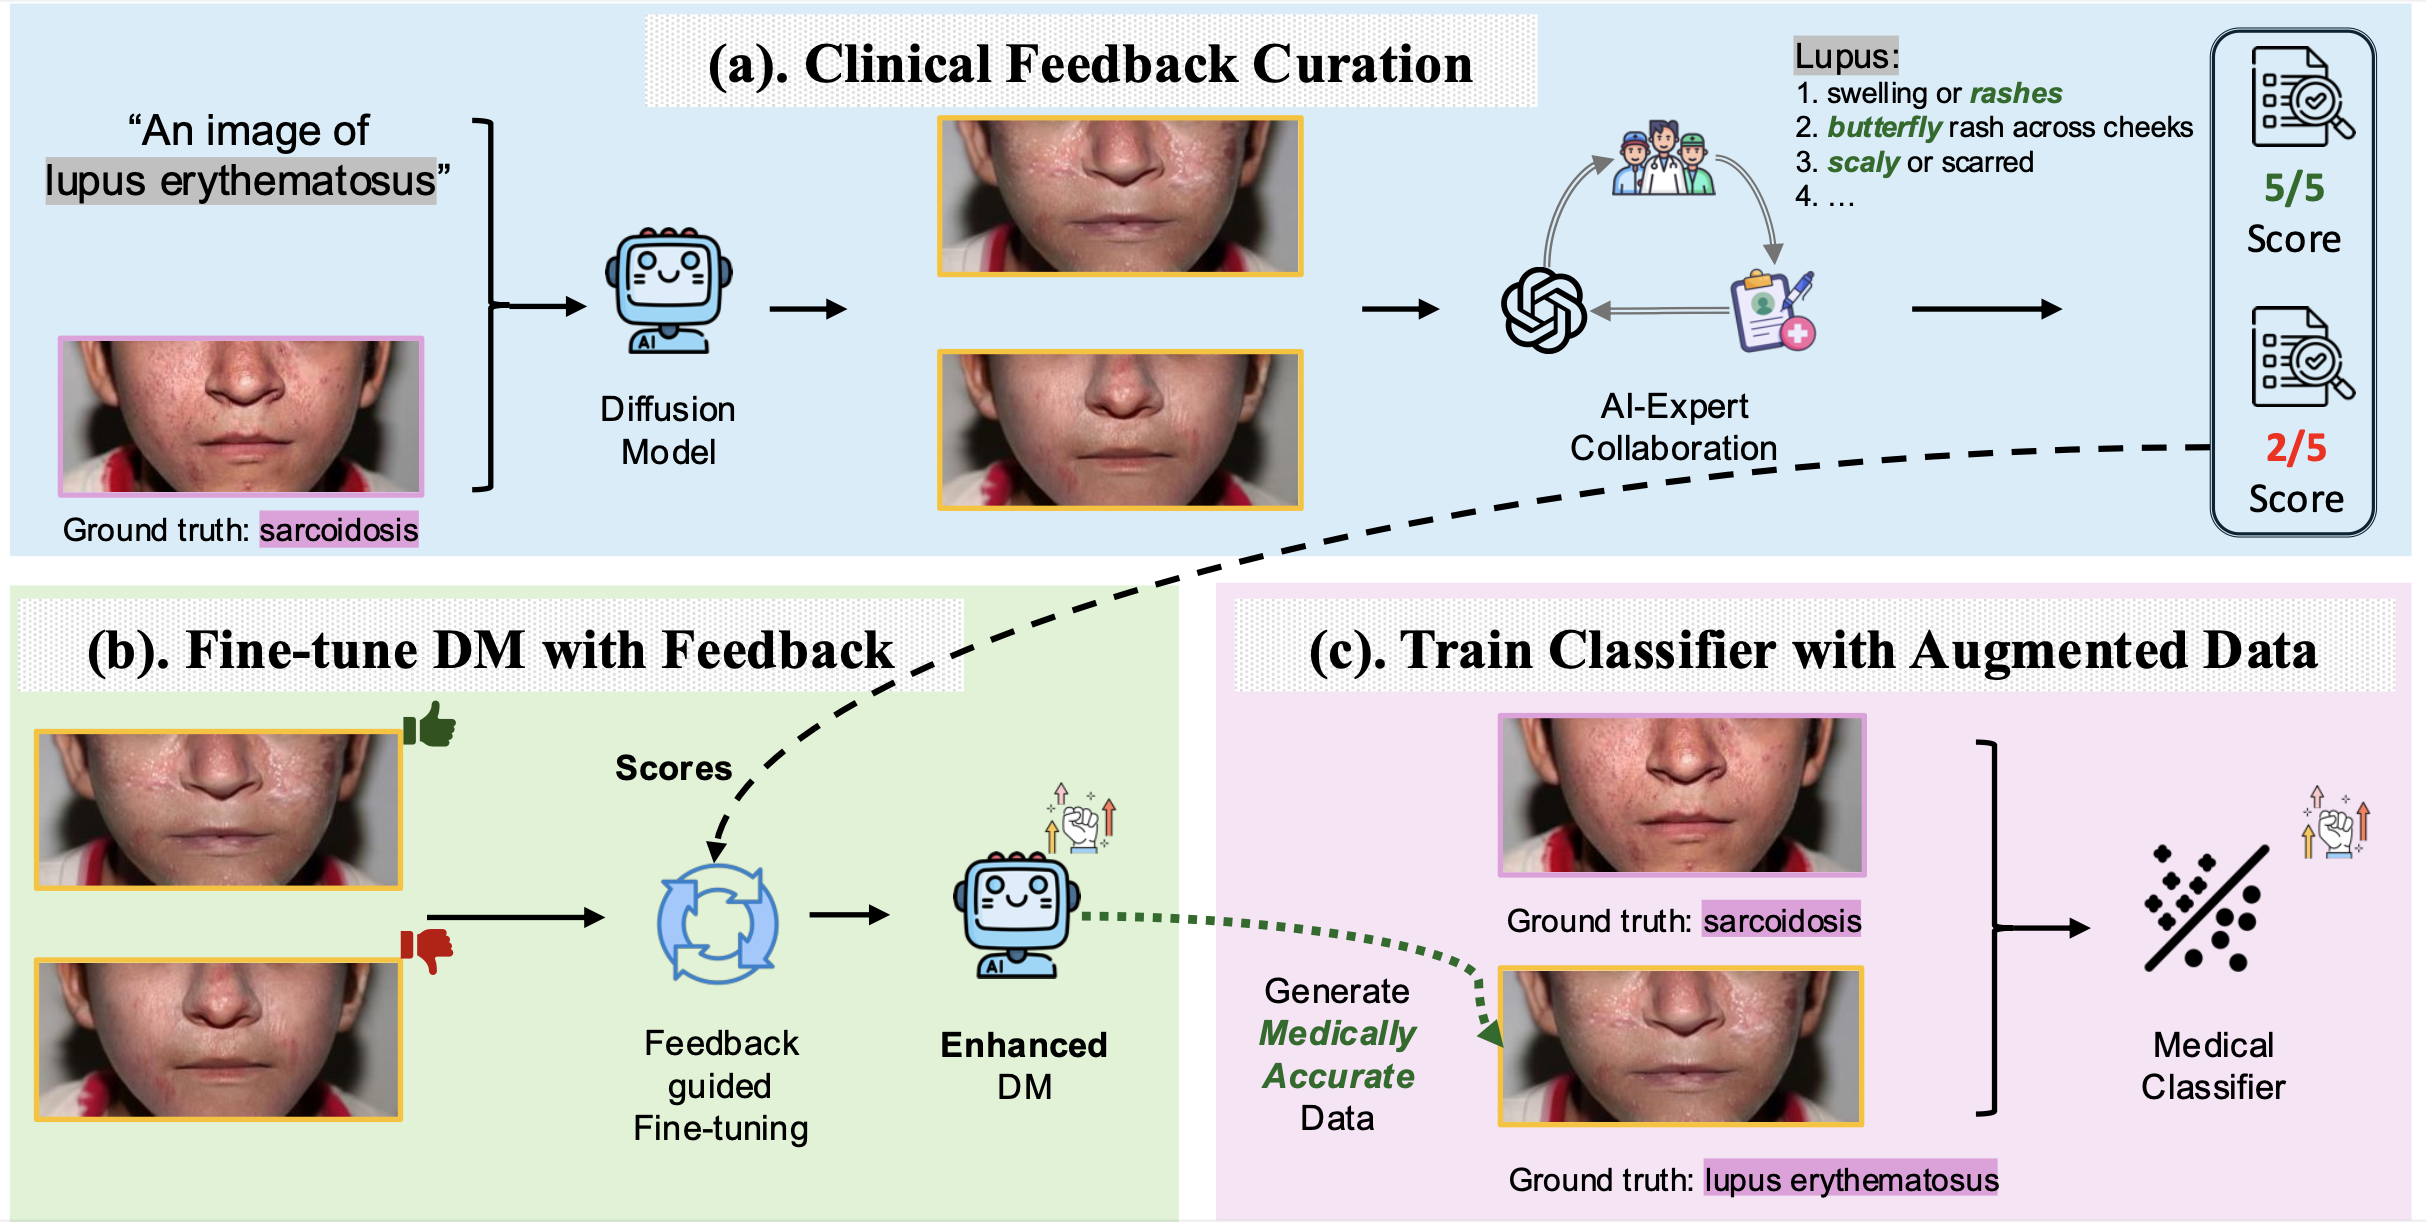 (a). Clinical Feedback Curation
“An image of
lupus erythematosus”
Ground truth: sarcoidosis
AI
Diffusion
Model
AI-Expert
Collaboration
Lupus:
1. swelling or rashes
2. butterfly rash across cheeks
3. scaly or scarred
4. …
5/5
Score
2/5
Score
(b). Fine-tune DM with Feedback
Scores
Feedback
guided
Fine-tuning
AI
Enhanced
DM
(c). Train Classifier with Augmented Data
Generate
Medically
Accurate
Data
Ground truth: sarcoidosis
Ground truth: lupus erythematosus
Medical
Classifier